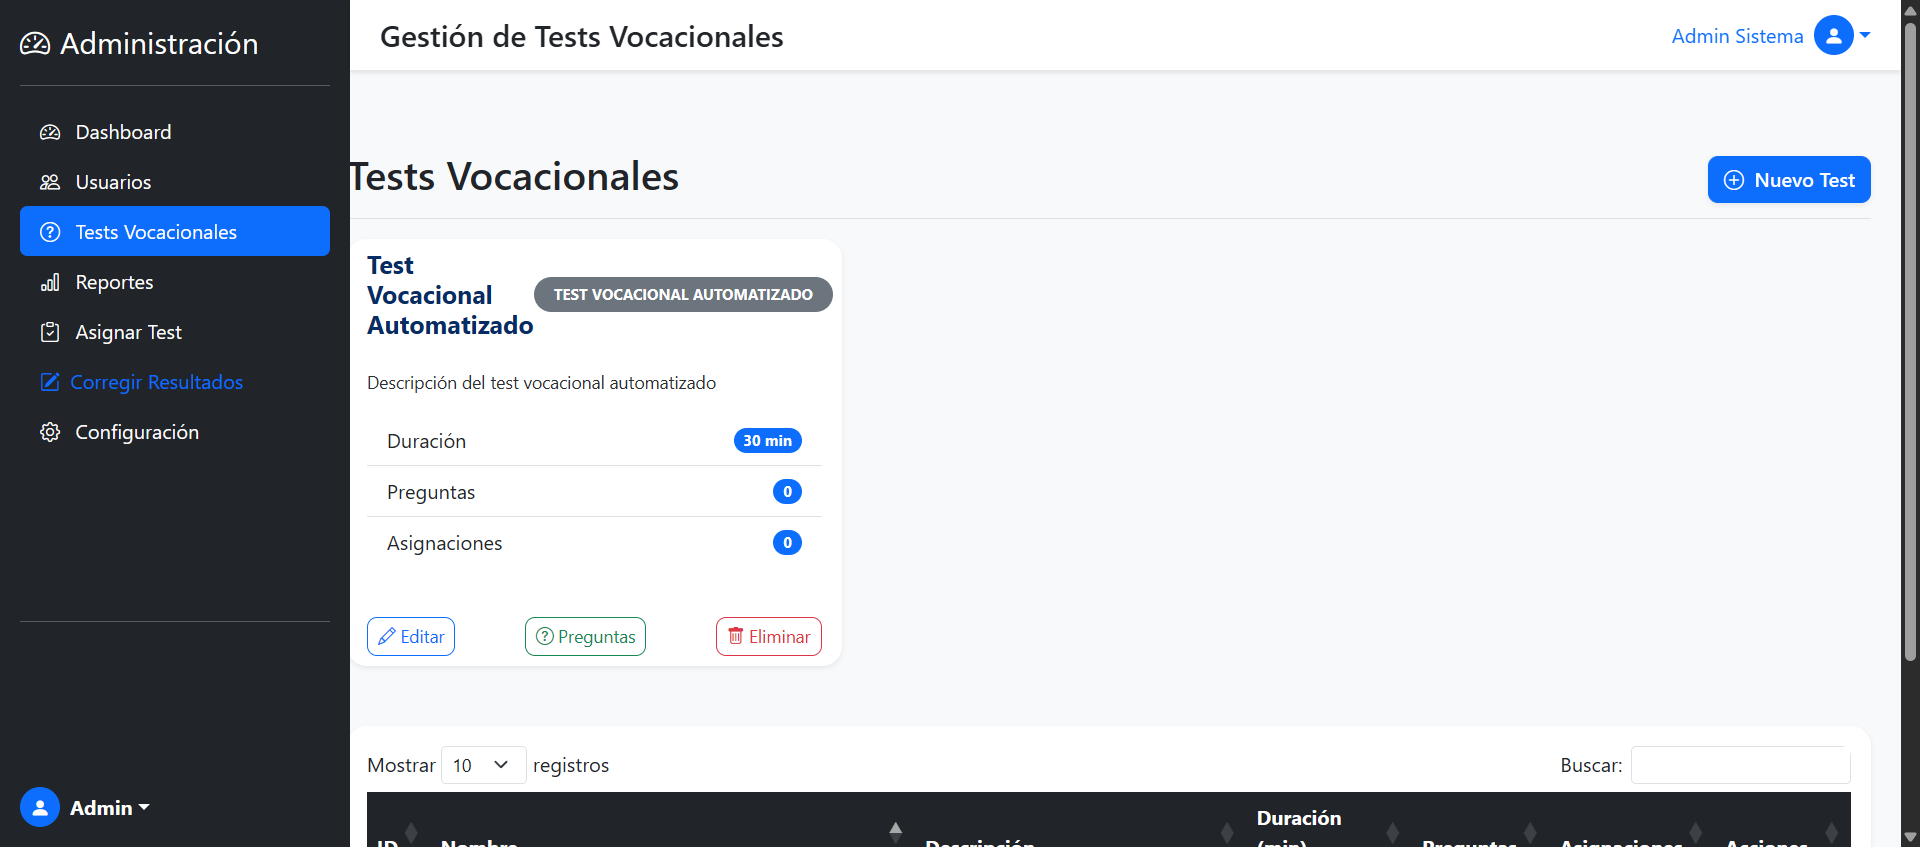 Administración
Dashboard
Usuarios
Tests Vocacionales
Reportes
Asignar Test
Corregir Resultados
Configuración
Admin
Gestión de Tests Vocacionales
Admin Sistema
Tests Vocacionales
Nuevo Test
Test
Vocacional
Automatizado
TEST VOCACIONAL AUTOMATIZADO
Descripción del test vocacional automatizado
Duración 30 min
Preguntas 0
Asignaciones 0
Editar Preguntas Eliminar
Mostrar 10 registros
Buscar:
Duración
ID Nombre Descripción (min) Preguntas Asignaciones Acciones